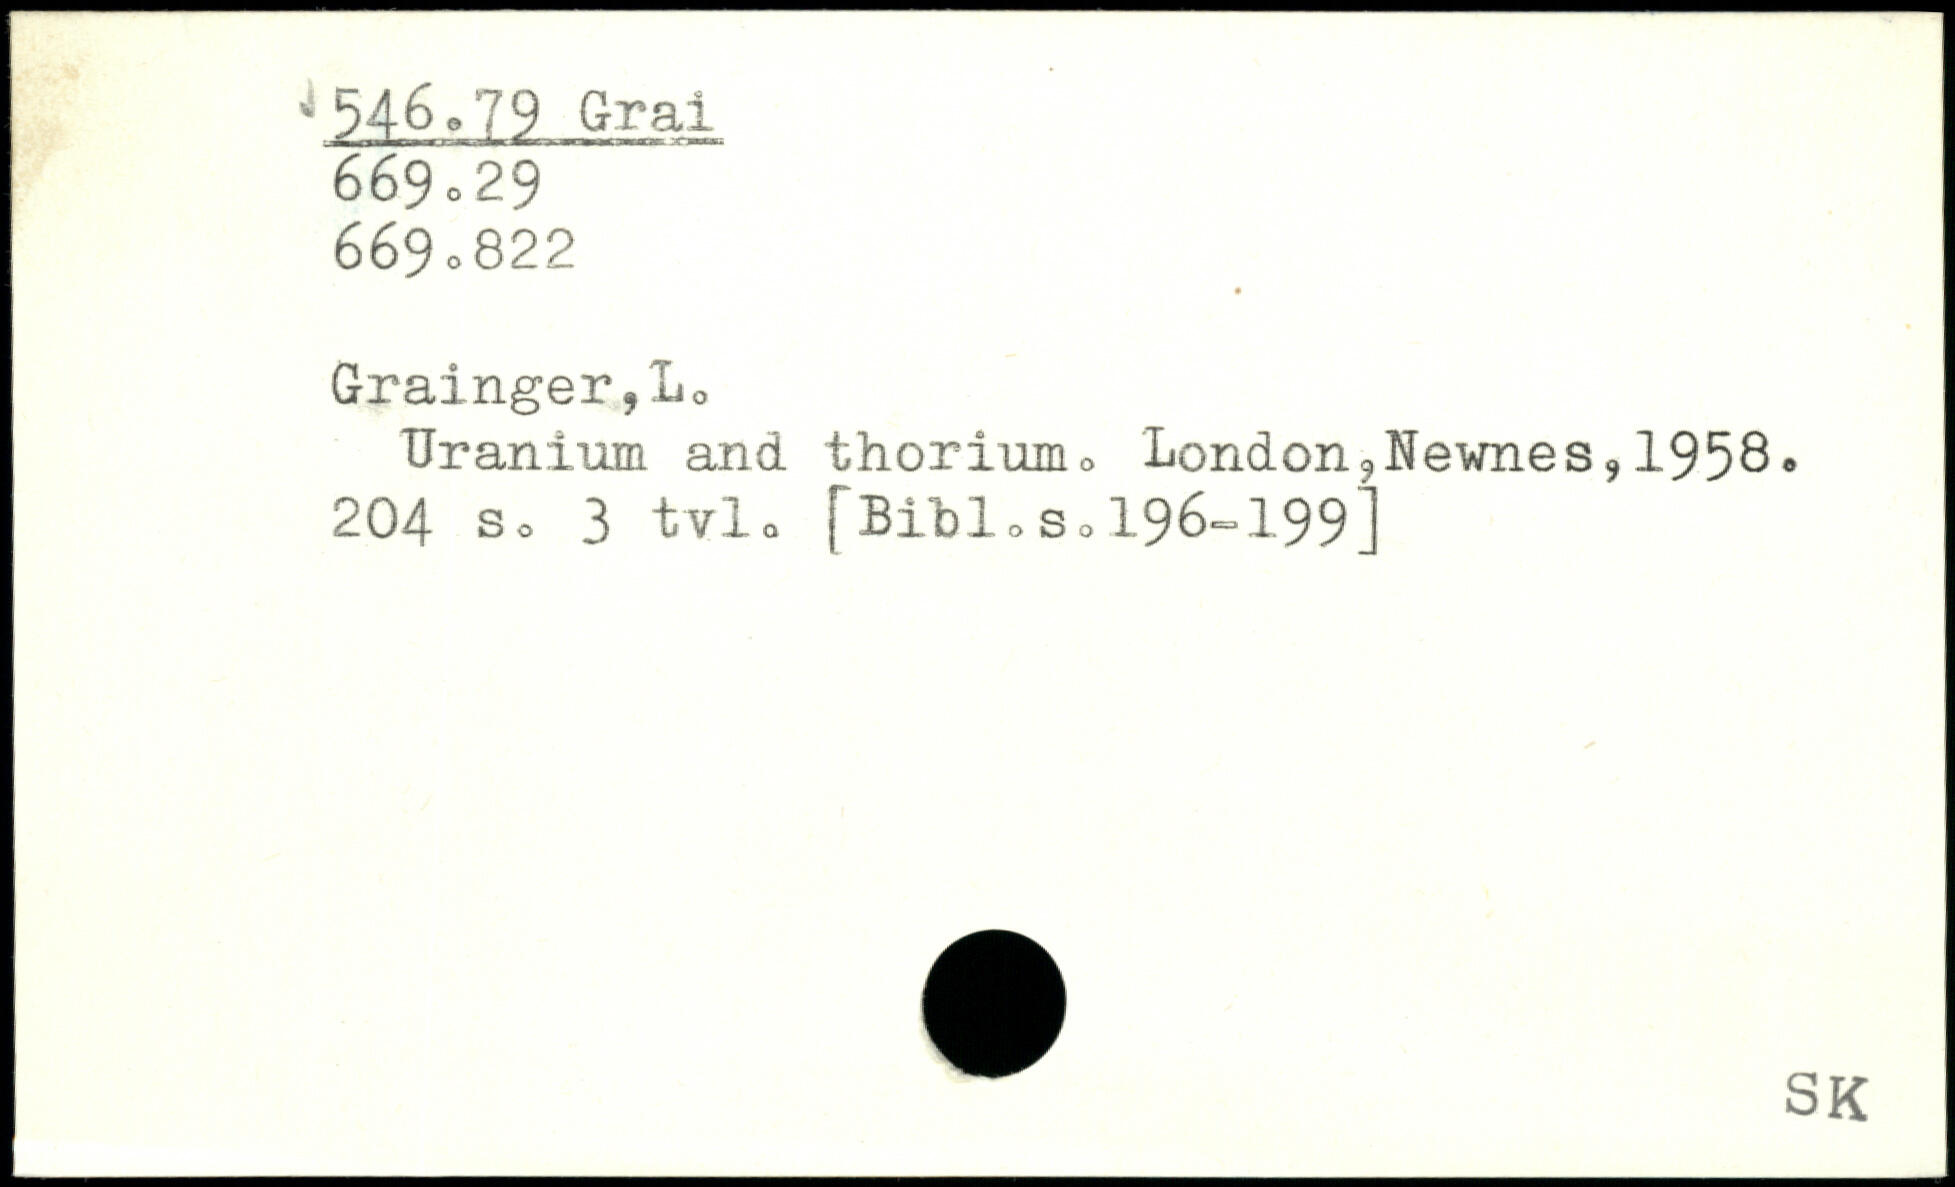 546.79 Grai
669.29
669.822
Grainger,L.
Uranium and thorium. London,Newnes,1958.
204 s. 3 tvl. [Bibl.s.196-199]
SK